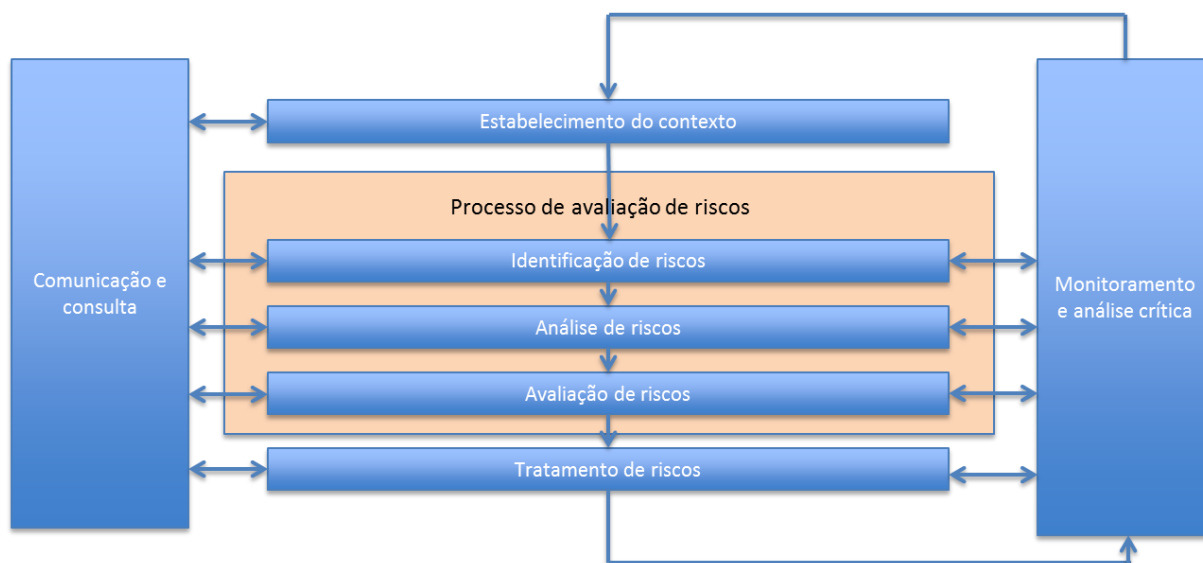 Comunicação e
consulta
Estabelecimento do contexto
Processo de avaliação de riscos
Identificação de riscos
Análise de riscos
Avaliação de riscos
Tratamento de riscos
Monitoramento
e análise crítica